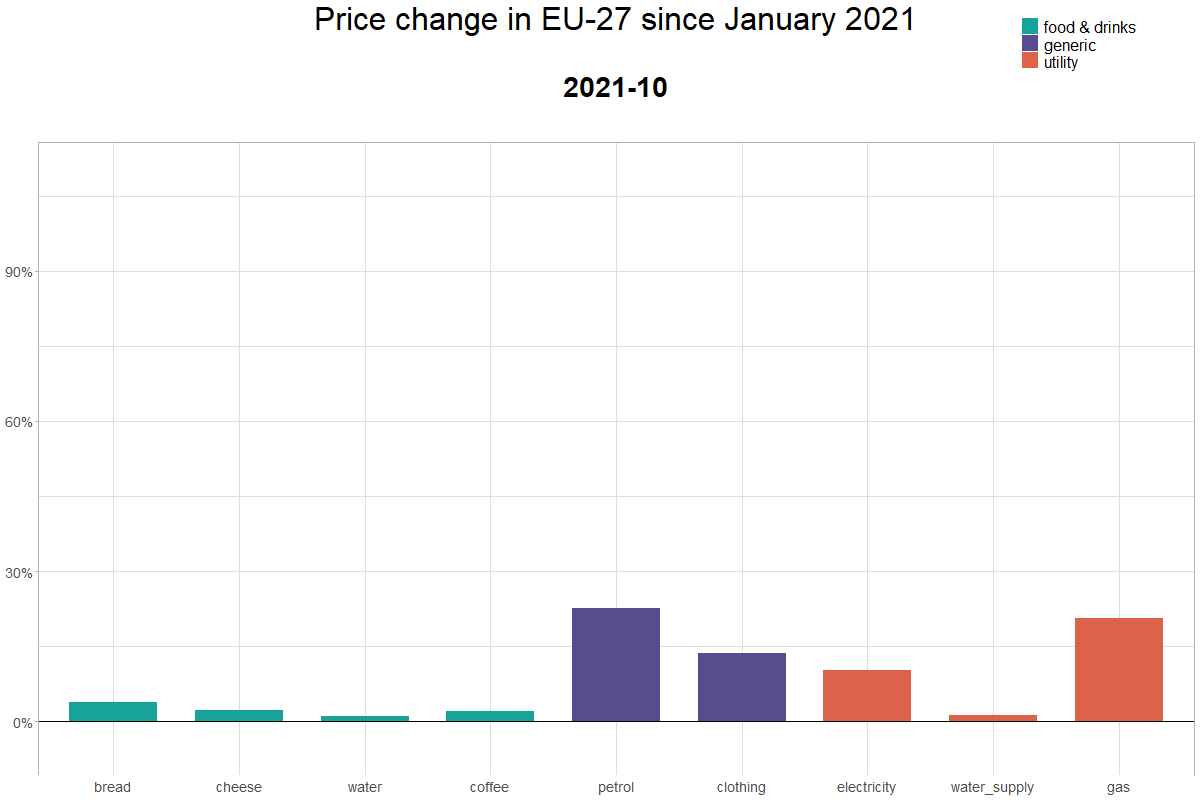 Price change in EU-27 since January 2021
food & drinks
generic
utility
2021-10
90%
60%
30%
0%
bread cheese water coffee petrol clothing electricity water_supply gas